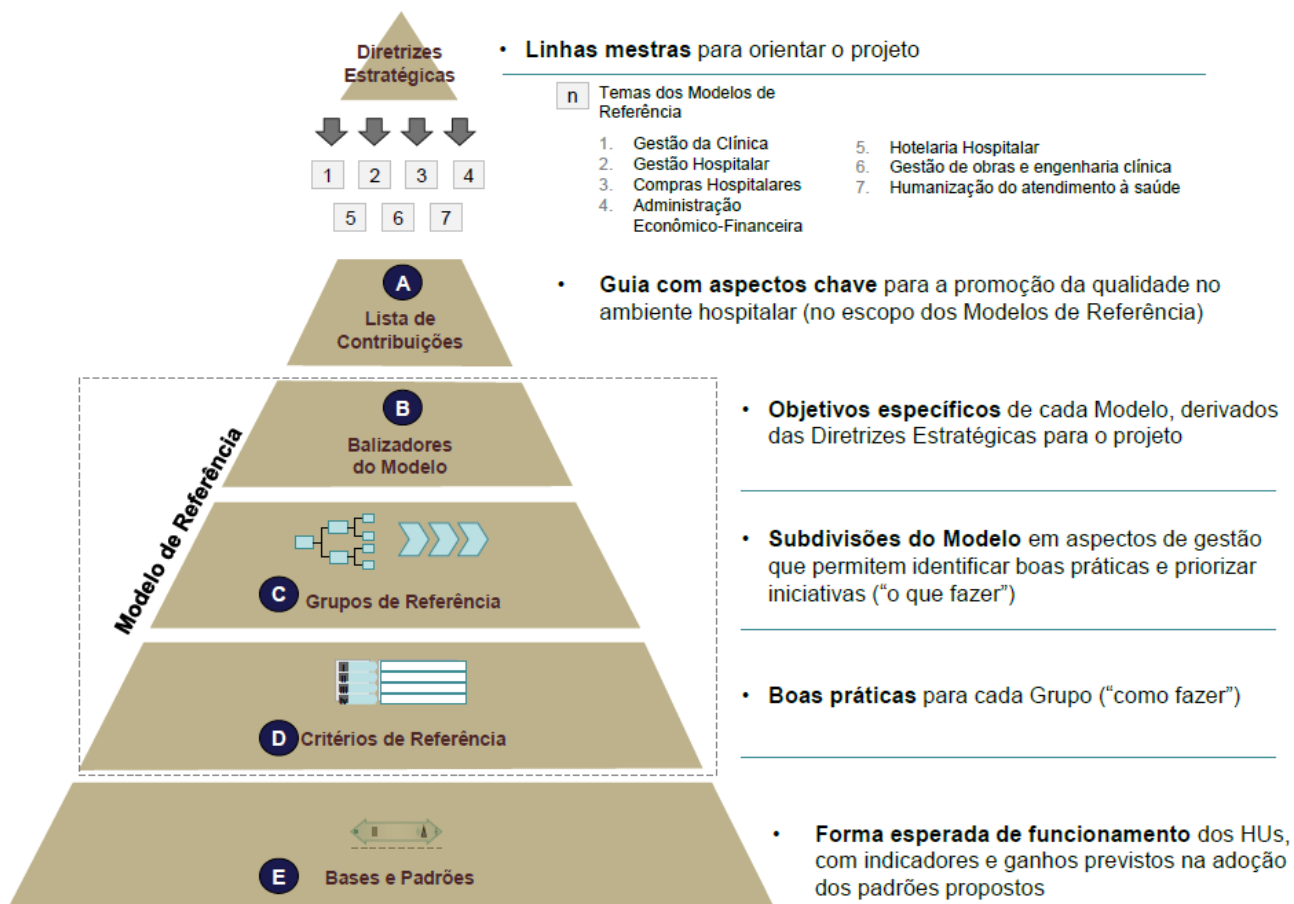 Diretrizes
Estratégicas
• Linhas mestras para orientar o projeto
n
Temas dos Modelos de
Referência
1. Gestão da Clínica
2. Gestão Hospitalar
3. Compras Hospitalares
4. Administração
Econômico-Financeira
5. Hotelaria Hospitalar
6. Gestão de obras e engenharia clínica
7. Humanização do atendimento à saúde
1 2 3 4
5 6 7
A
Lista de
Contribuições
• Guia com aspectos chave para a promoção da qualidade no
ambiente hospitalar (no escopo dos Modelos de Referência)
Modelo de Referência
B
Balizadores
do Modelo
• Objetivos específicos de cada Modelo, derivados
das Diretrizes Estratégicas para o projeto
C Grupos de Referência
• Subdivisões do Modelo em aspectos de gestão
que permitem identificar boas práticas e priorizar
iniciativas (“o que fazer”)
D Critérios de Referência
• Boas práticas para cada Grupo (“como fazer”)
E Bases e Padrões
• Forma esperada de funcionamento dos HUs,
com indicadores e ganhos previstos na adoção
dos padrões propostos